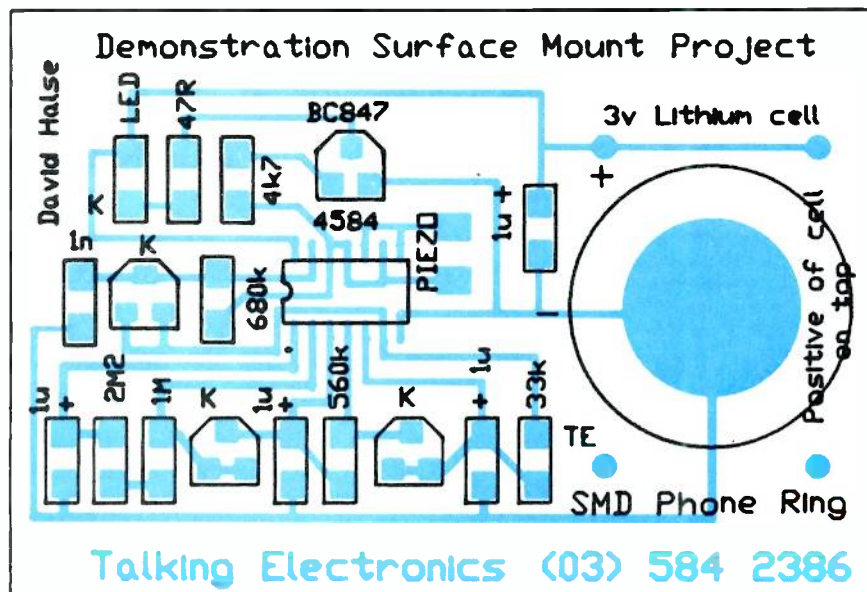 Demonstration Surface Mount Project
David Halse
LED
47R
BC847
3v Lithium cell
4k7
K
+
1u +
4584
PIEZO
15
K
680k
-
Positive of cell
on top
1u
+
2M2
1M
K
1u
+
560k
K
1u
+
33k
TE
SMD Phone Ring
Talking Electronics (03) 584 2386